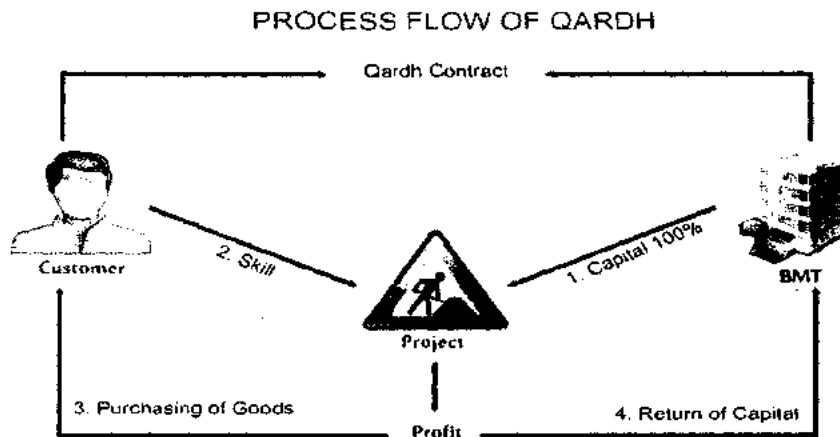 PROCESS FLOW OF QARDH
Qardh Contract
2. Skill
1. Capital 100%
Customer
BMT
Project
3. Purchasing of Goods
4. Return of Capital
Profit